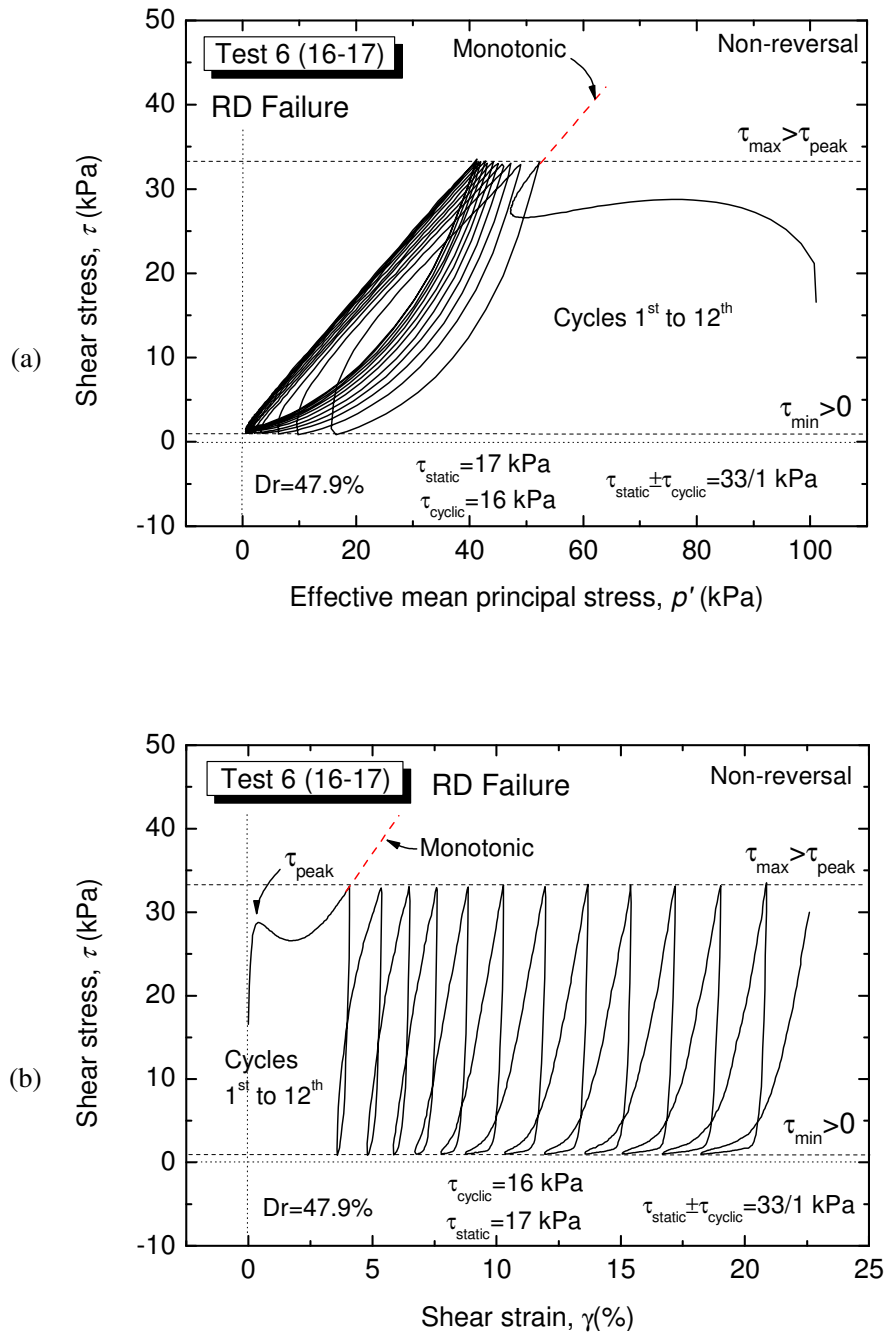 50
Test 6 (16-17)
Monotonic
Non-reversal
RD Failure
40
τmax>τpeak
30
20
Cycles 1st to 12th
10
τmin>0
0
τstatic=17 kPa
τstatic±τcyclic=33/1 kPa
Dr=47.9%
τcyclic=16 kPa
-10
0 20 40 60 80 100
Shear stress, τ (kPa)
Effective mean principal stress, p' (kPa)
(a)
50
Test 6 (16-17)
RD Failure
Non-reversal
40
Monotonic
τpeak
τmax>τpeak
30
20
Cycles
1st to 12th
10
τmin>0
0
τcyclic=16 kPa
Dr=47.9%
τstatic±τcyclic=33/1 kPa
τstatic=17 kPa
-10
0 5 10 15 20 25
Shear stress, τ (kPa)
Shear strain, γ(%)
(b)